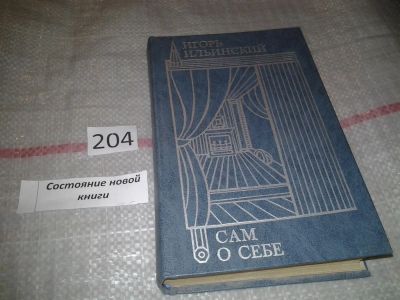 ИГОРЬ
ИЛЬИНСКИЙ
204
Состояние новой
книги
САМ
О СЕБЕ